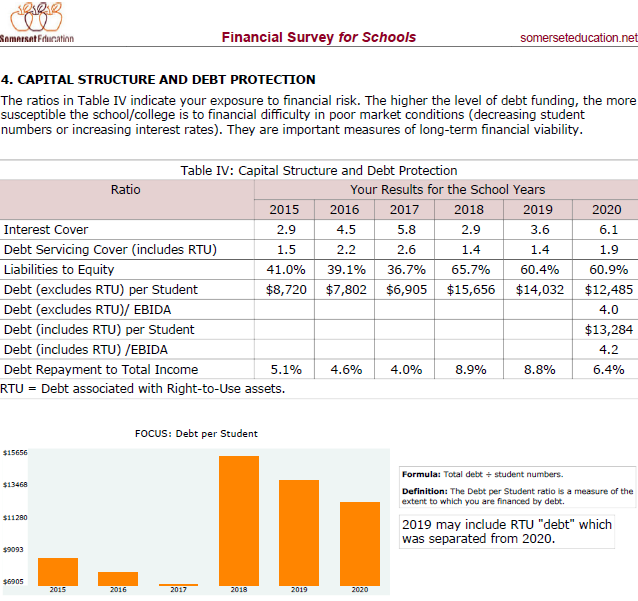 Somerset Education
Financial Survey for Schools
somerseteducation.net
4. CAPITAL STRUCTURE AND DEBT PROTECTION
The ratios in Table IV indicate your exposure to financial risk. The higher the level of debt funding, the more
susceptible the school/college is to financial difficulty in poor market conditions (decreasing student
numbers or increasing interest rates). They are important measures of long-term financial viability.
Table IV: Capital Structure and Debt Protection
Ratio Your Results for the School Years
2015 2016 2017 2018 2019 2020
Interest Cover 2.9 4.5 5.8 2.9 3.6 6.1
Debt Servicing Cover (includes RTU) 1.5 2.2 2.6 1.4 1.4 1.9
Liabilities to Equity 41.0% 39.1% 36.7% 65.7% 60.4% 60.9%
Debt (excludes RTU) per Student $8,720 $7,802 $6,905 $15,656 $14,032 $12,485
Debt (excludes RTU)/ EBIDA 4.0
Debt (includes RTU) per Student $13,284
Debt (includes RTU) /EBIDA 4.2
Debt Repayment to Total Income 5.1% 4.6% 4.0% 8.9% 8.8% 6.4%
RTU = Debt associated with Right-to-Use assets.
FOCUS: Debt per Student
$15656
$13468
$11280
$9093
$6905
2015 2016 2017 2018 2019 2020
Formula: Total debt ÷ student numbers.
Definition: The Debt per Student ratio is a measure of the
extent to which you are financed by debt.
2019 may include RTU "debt" which
was separated from 2020.